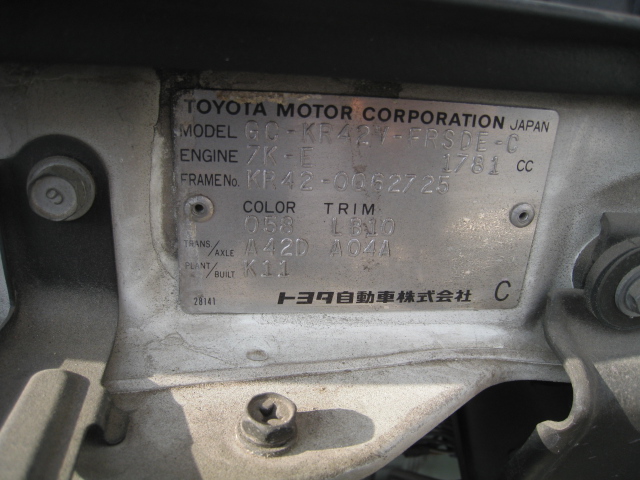 TOYOTA MOTOR CORPORATION JAPAN
MODEL GC-KR42V-FRSDE-C
ENGINE 7K-E 1781 CC
FRAME No. KR42-0062725
COLOR TRIM
058 LB10
TRANS/AXLE A42D A04A
PLANT/BUILT K11
28141 トヨタ自動車株式会社 C